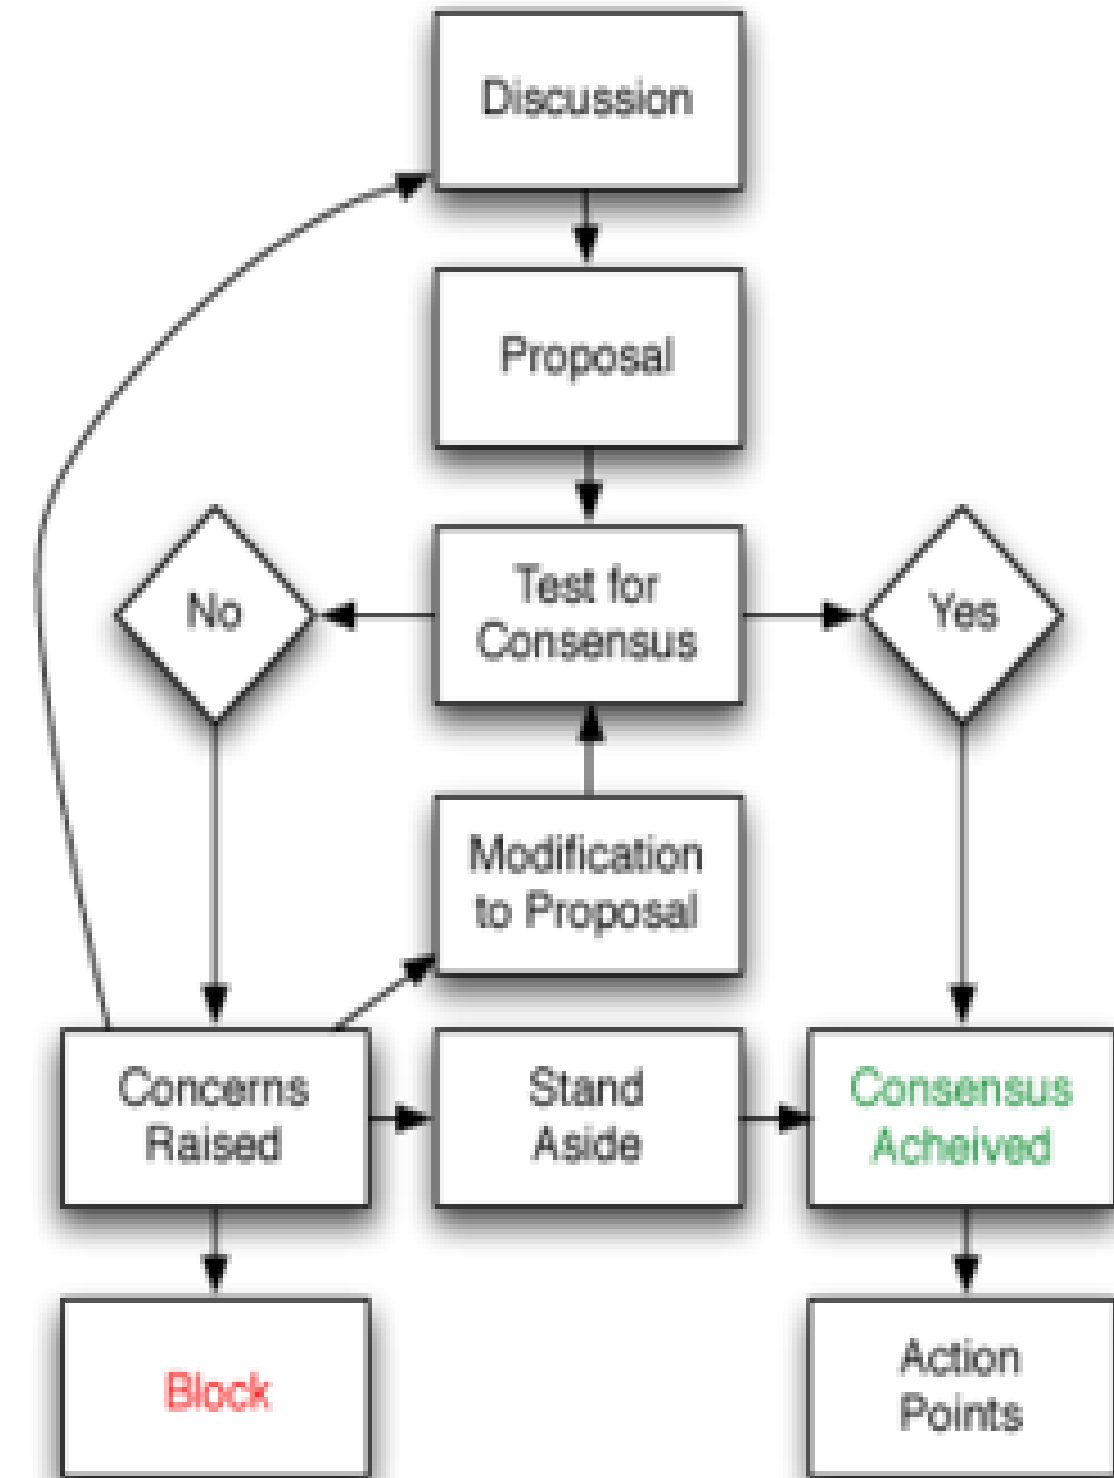 Discussion
Proposal
No
Test for
Consensus
Yes
Modification
to Proposal
Concerns
Raised
Stand
Aside
Consensus
Acheived
Block
Action
Points